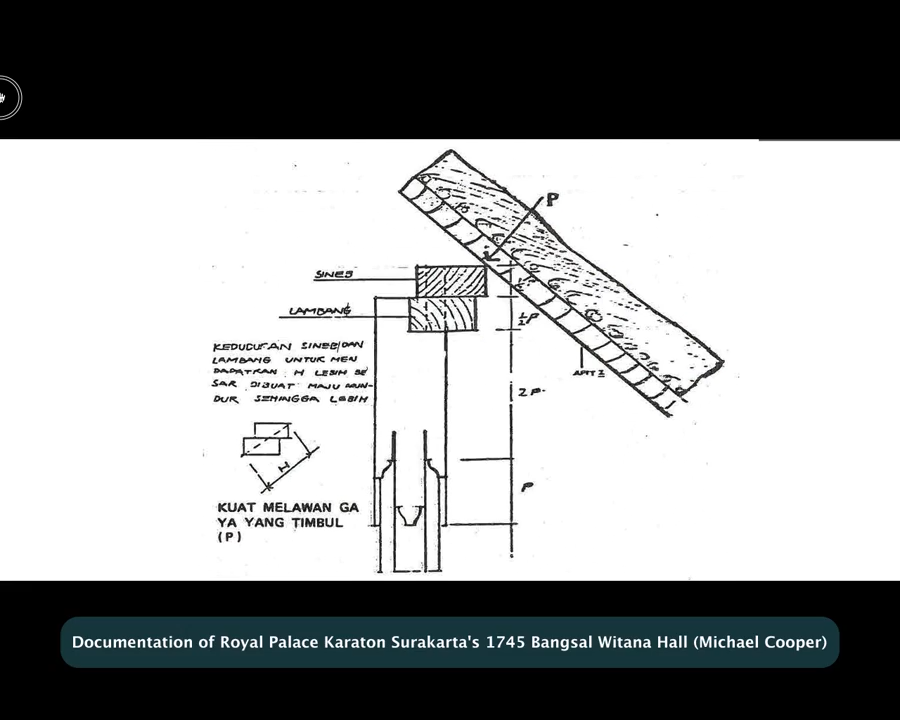 P
SINEB
LAMBANG
½P
KEDUDUKAN SINEB/DAN
LAMBANG UNTUK MEN
DAPATKAN H LEBIH BE
SAR DIBUAT MAJU MUN-
DUR SEHINGGA LEBIH
2P
H
P
KUAT MELAWAN GA
YA YANG TIMBUL
(P)
Documentation of Royal Palace Karaton Surakarta's 1745 Bangsal Witana Hall (Michael Cooper)